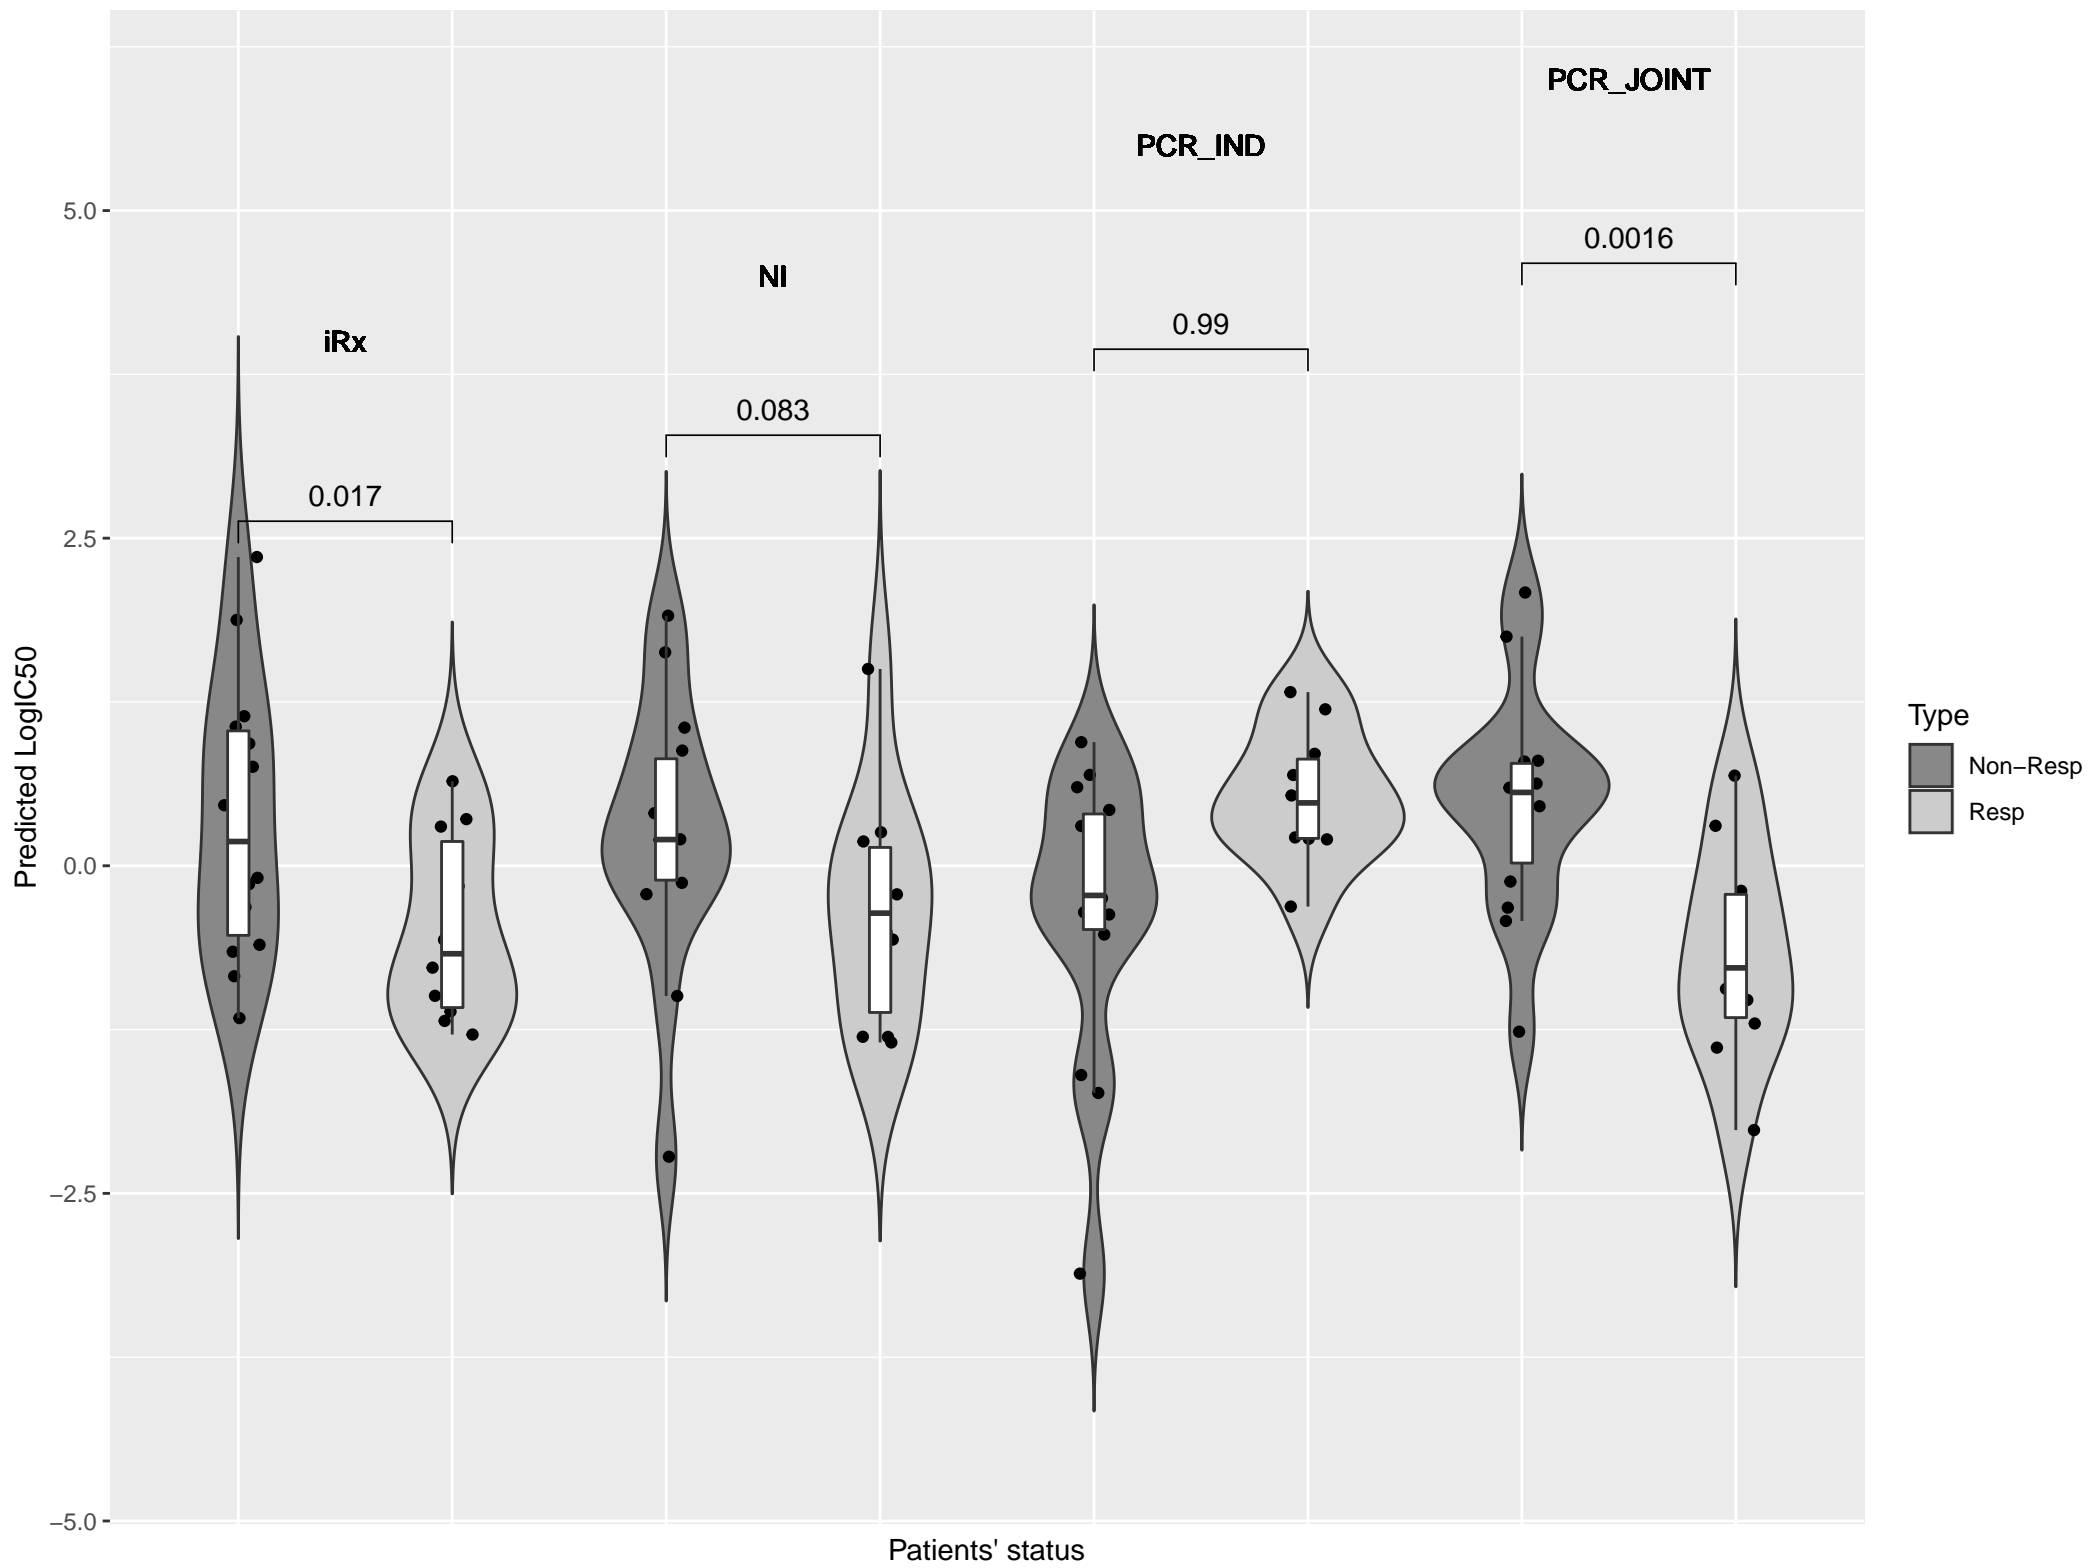 PCR_JOINT
PCR_IND
5.0
0.0016
NI
0.99
iRx
0.083
0.017
2.5
Predicted LogIC50
Type
Non−Resp
Resp
0.0
−2.5
−5.0
Patients' status